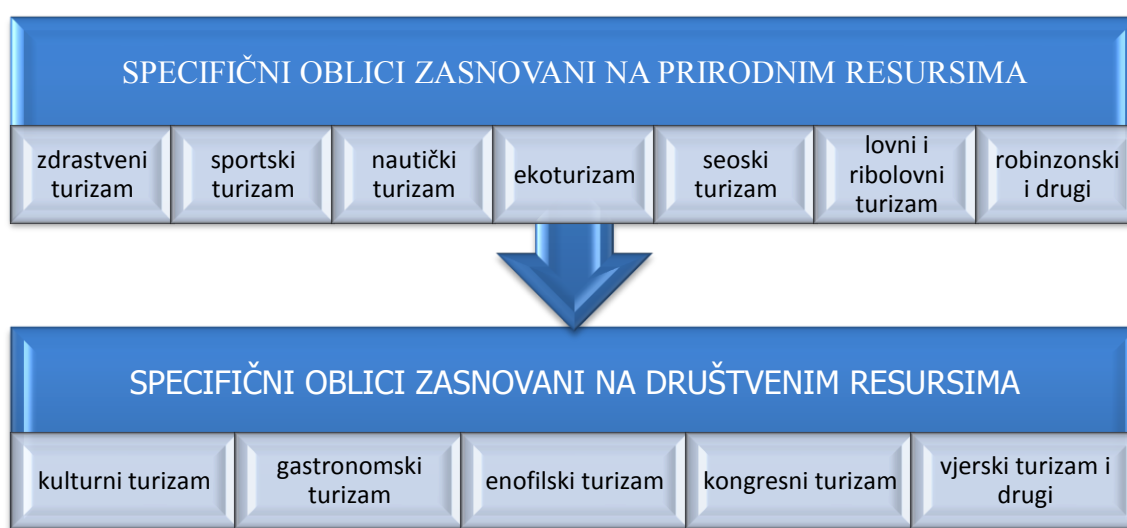 SPECIFIČNI OBLICI ZASNOVANI NA PRIRODNIM RESURSIMA
zdrastveni
turizam
sportski
turizam
nautički
turizam
ekoturizam
seoski
turizam
lovni i
ribolovni
turizam
robinzonski
i drugi
SPECIFIČNI OBLICI ZASNOVANI NA DRUŠTVENIM RESURSIMA
kulturni turizam
gastronomski
turizam
enofilski turizam
kongresni turizam
vjerski turizam i
drugi